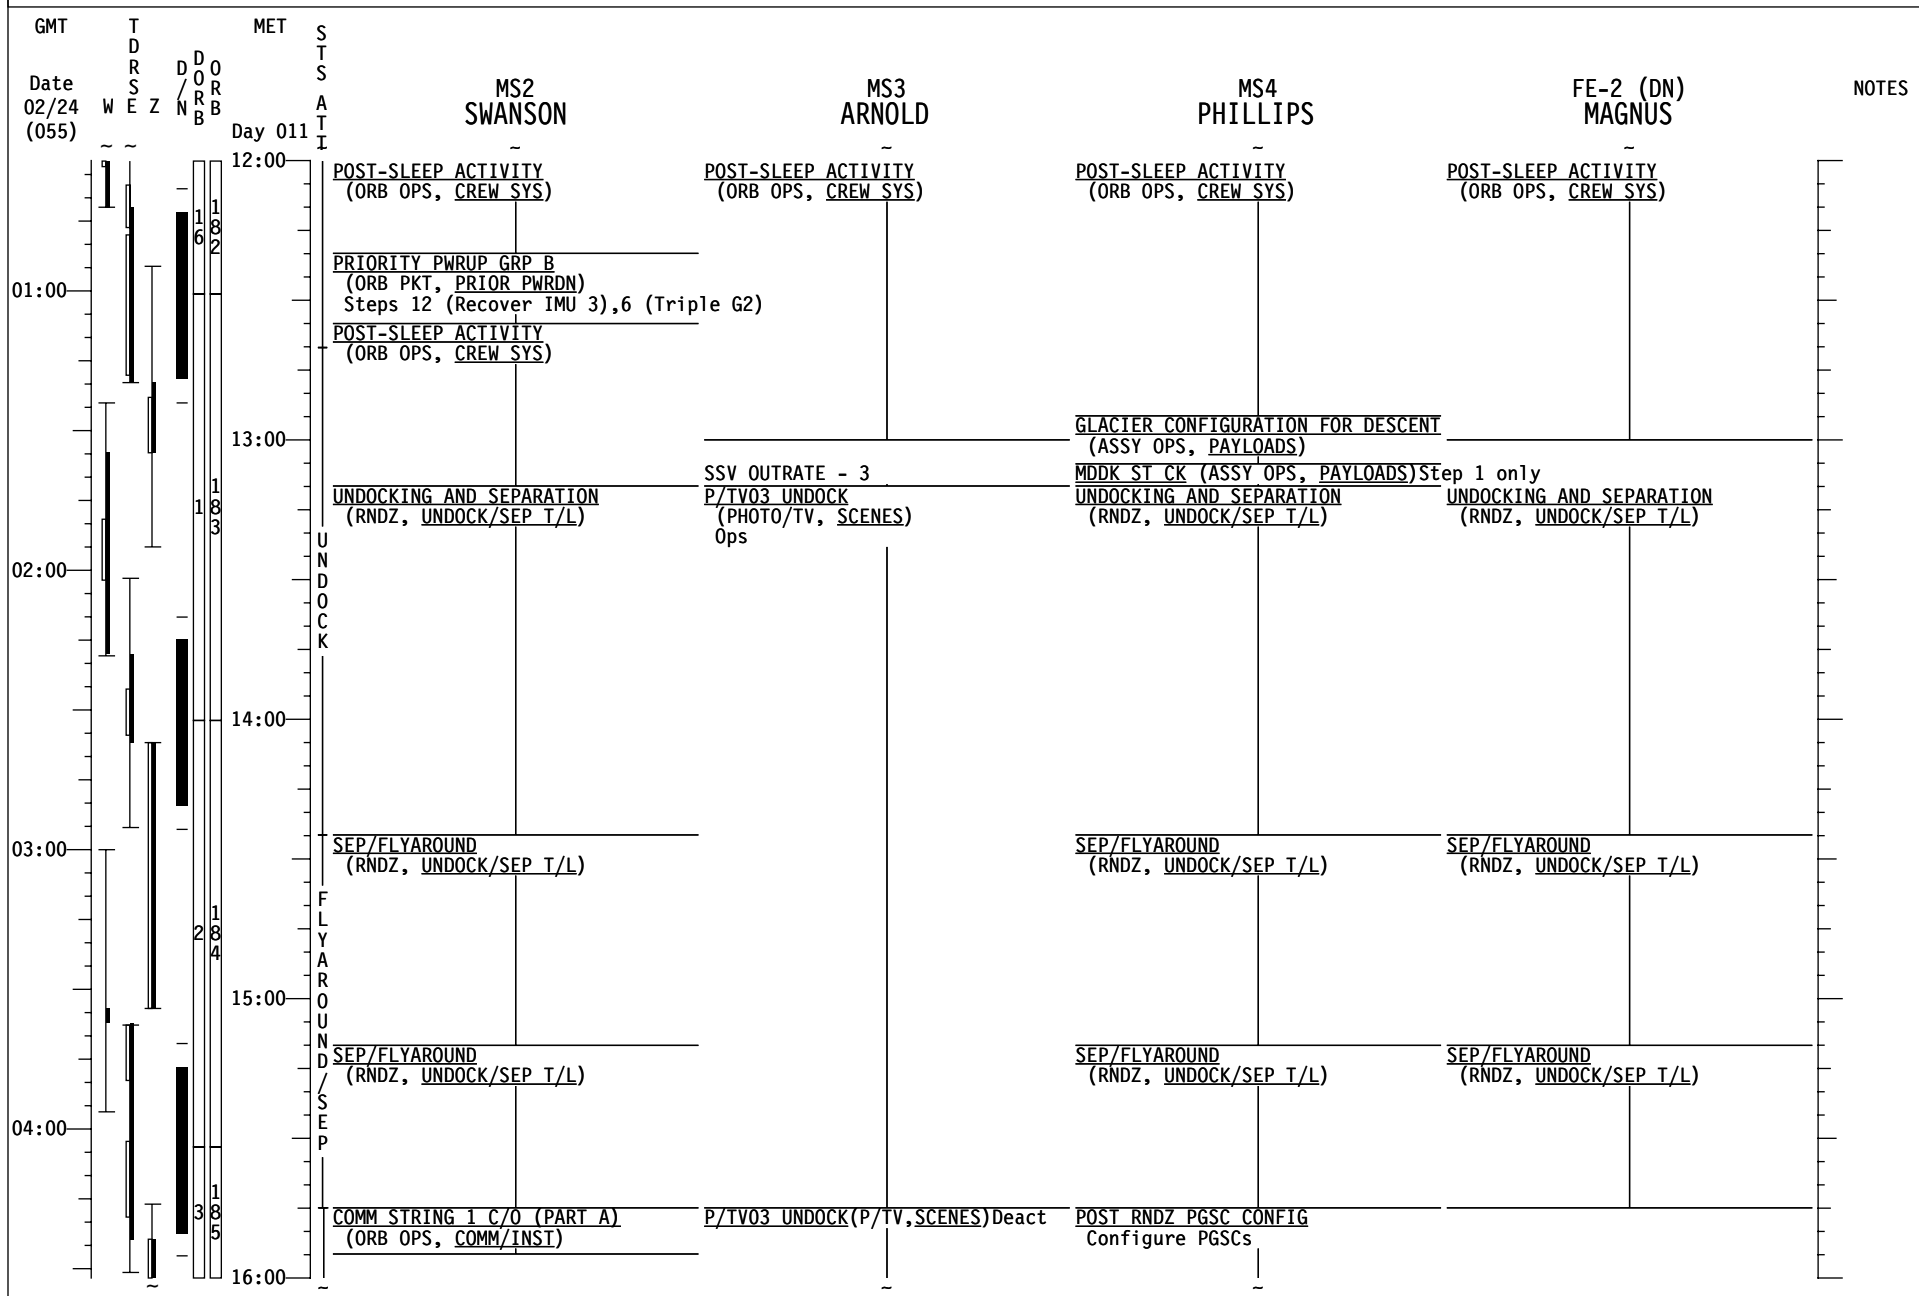 GMT
TDRS
MET
STS ATT
Date
02/24
(055)
W E Z
D/N
DORB
ORB
Day 011
MS2
SWANSON
MS3
ARNOLD
MS4
PHILLIPS
FE-2 (DN)
MAGNUS
NOTES
~ ~ ~ ~ ~ ~
12:00
POST-SLEEP ACTIVITY
(ORB OPS, CREW SYS)
POST-SLEEP ACTIVITY
(ORB OPS, CREW SYS)
POST-SLEEP ACTIVITY
(ORB OPS, CREW SYS)
POST-SLEEP ACTIVITY
(ORB OPS, CREW SYS)
16
182
PRIORITY PWRUP GRP B
(ORB PKT, PRIOR PWRDN)
Steps 12 (Recover IMU 3),6 (Triple G2)
01:00
POST-SLEEP ACTIVITY
(ORB OPS, CREW SYS)
13:00
GLACIER CONFIGURATION FOR DESCENT
(ASSY OPS, PAYLOADS)
SSV OUTRATE - 3
MDDK ST CK (ASSY OPS, PAYLOADS)Step 1 only
1
183
UNDOCKING AND SEPARATION
(RNDZ, UNDOCK/SEP T/L)
P/TV03 UNDOCK
(PHOTO/TV, SCENES)
Ops
UNDOCKING AND SEPARATION
(RNDZ, UNDOCK/SEP T/L)
UNDOCKING AND SEPARATION
(RNDZ, UNDOCK/SEP T/L)
02:00
UNDOCK
14:00
03:00
SEP/FLYAROUND
(RNDZ, UNDOCK/SEP T/L)
SEP/FLYAROUND
(RNDZ, UNDOCK/SEP T/L)
SEP/FLYAROUND
(RNDZ, UNDOCK/SEP T/L)
2
184
FLYAROUND/SEP
15:00
SEP/FLYAROUND
(RNDZ, UNDOCK/SEP T/L)
SEP/FLYAROUND
(RNDZ, UNDOCK/SEP T/L)
SEP/FLYAROUND
(RNDZ, UNDOCK/SEP T/L)
04:00
3
185
COMM STRING 1 C/O (PART A)
(ORB OPS, COMM/INST)
P/TV03 UNDOCK(P/TV,SCENES)Deact
POST RNDZ PGSC CONFIG
Configure PGSCs
16:00
~ ~ ~ ~